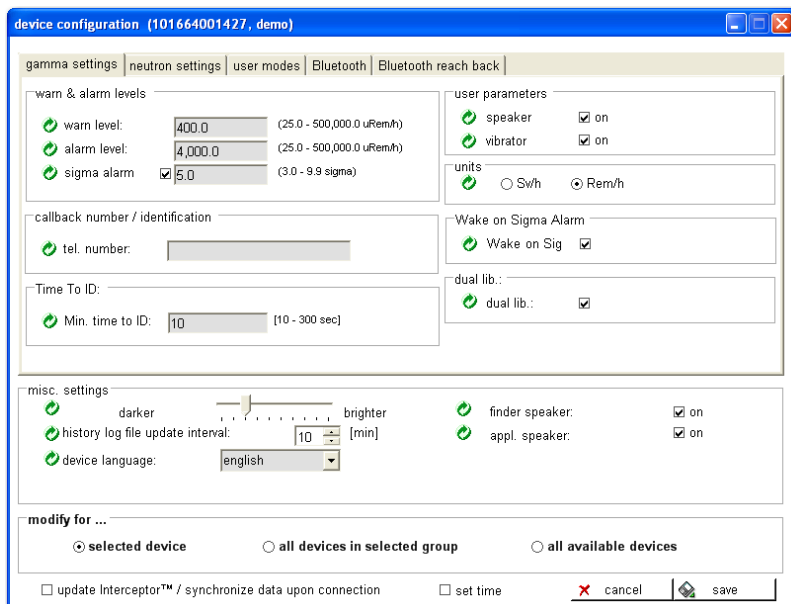 device configuration (101664001427, demo)
gamma settings neutron settings user modes Bluetooth Bluetooth reach back
warn & alarm levels
warn level: 400.0 (25.0 - 500,000.0 uRem/h)
alarm level: 4,000.0 (25.0 - 500,000.0 uRem/h)
sigma alarm 5.0 (3.0 - 9.9 sigma)
callback number / identification
tel. number:
Time To ID:
Min. time to ID: 10 [10 - 300 sec]
user parameters
speaker on
vibrator on
units
Sv/h Rem/h
Wake on Sigma Alarm
Wake on Sig
dual lib.:
dual lib.:
misc. settings
darker brighter
history log file update interval: 10 [min]
device language: english
finder speaker: on
appl. speaker: on
modify for ...
selected device all devices in selected group all available devices
update Interceptor™ / synchronize data upon connection set time cancel save